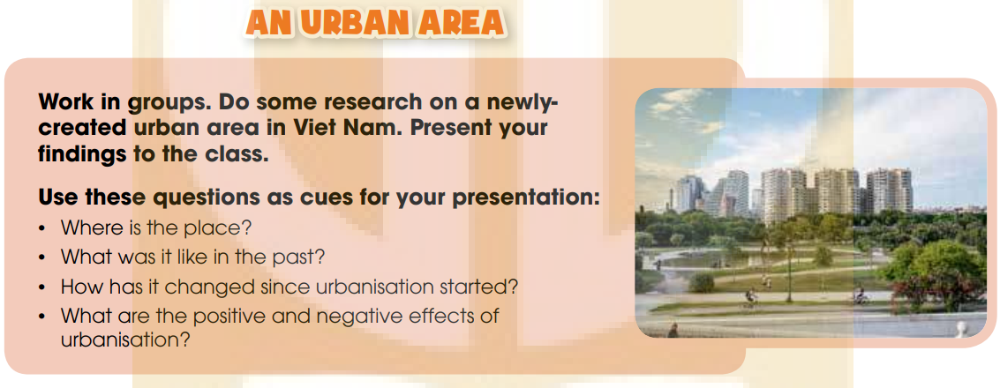 AN URBAN AREA
Work in groups. Do some research on a newly-
created urban area in Viet Nam. Present your
findings to the class.
Use these questions as cues for your presentation:
• Where is the place?
• What was it like in the past?
• How has it changed since urbanisation started?
• What are the positive and negative effects of
urbanisation?